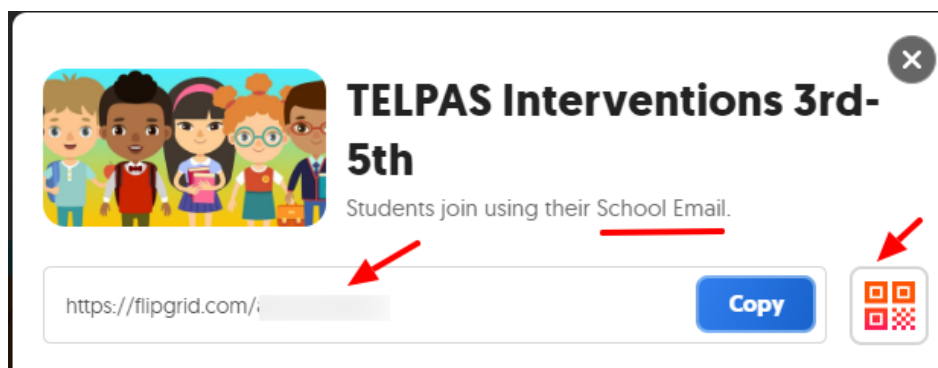 TELPAS Interventions 3rd-
5th
Students join using their School Email.
https://flipgrid.com/
Copy